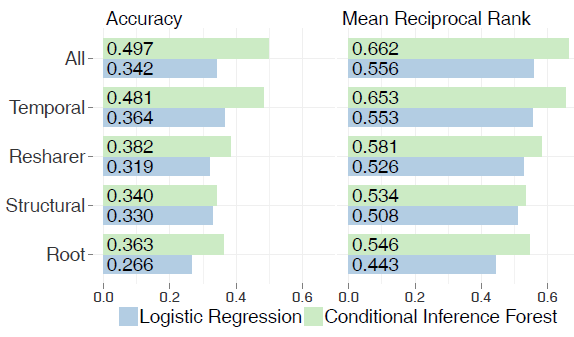 Accuracy Mean Reciprocal Rank
All 0.497 0.662
0.342 0.556
Temporal 0.481 0.653
0.364 0.553
Resharer 0.382 0.581
0.319 0.526
Structural 0.340 0.534
0.330 0.508
Root 0.363 0.546
0.266 0.443
0.0 0.2 0.4 0.6 0.0 0.2 0.4 0.6
Logistic Regression Conditional Inference Forest